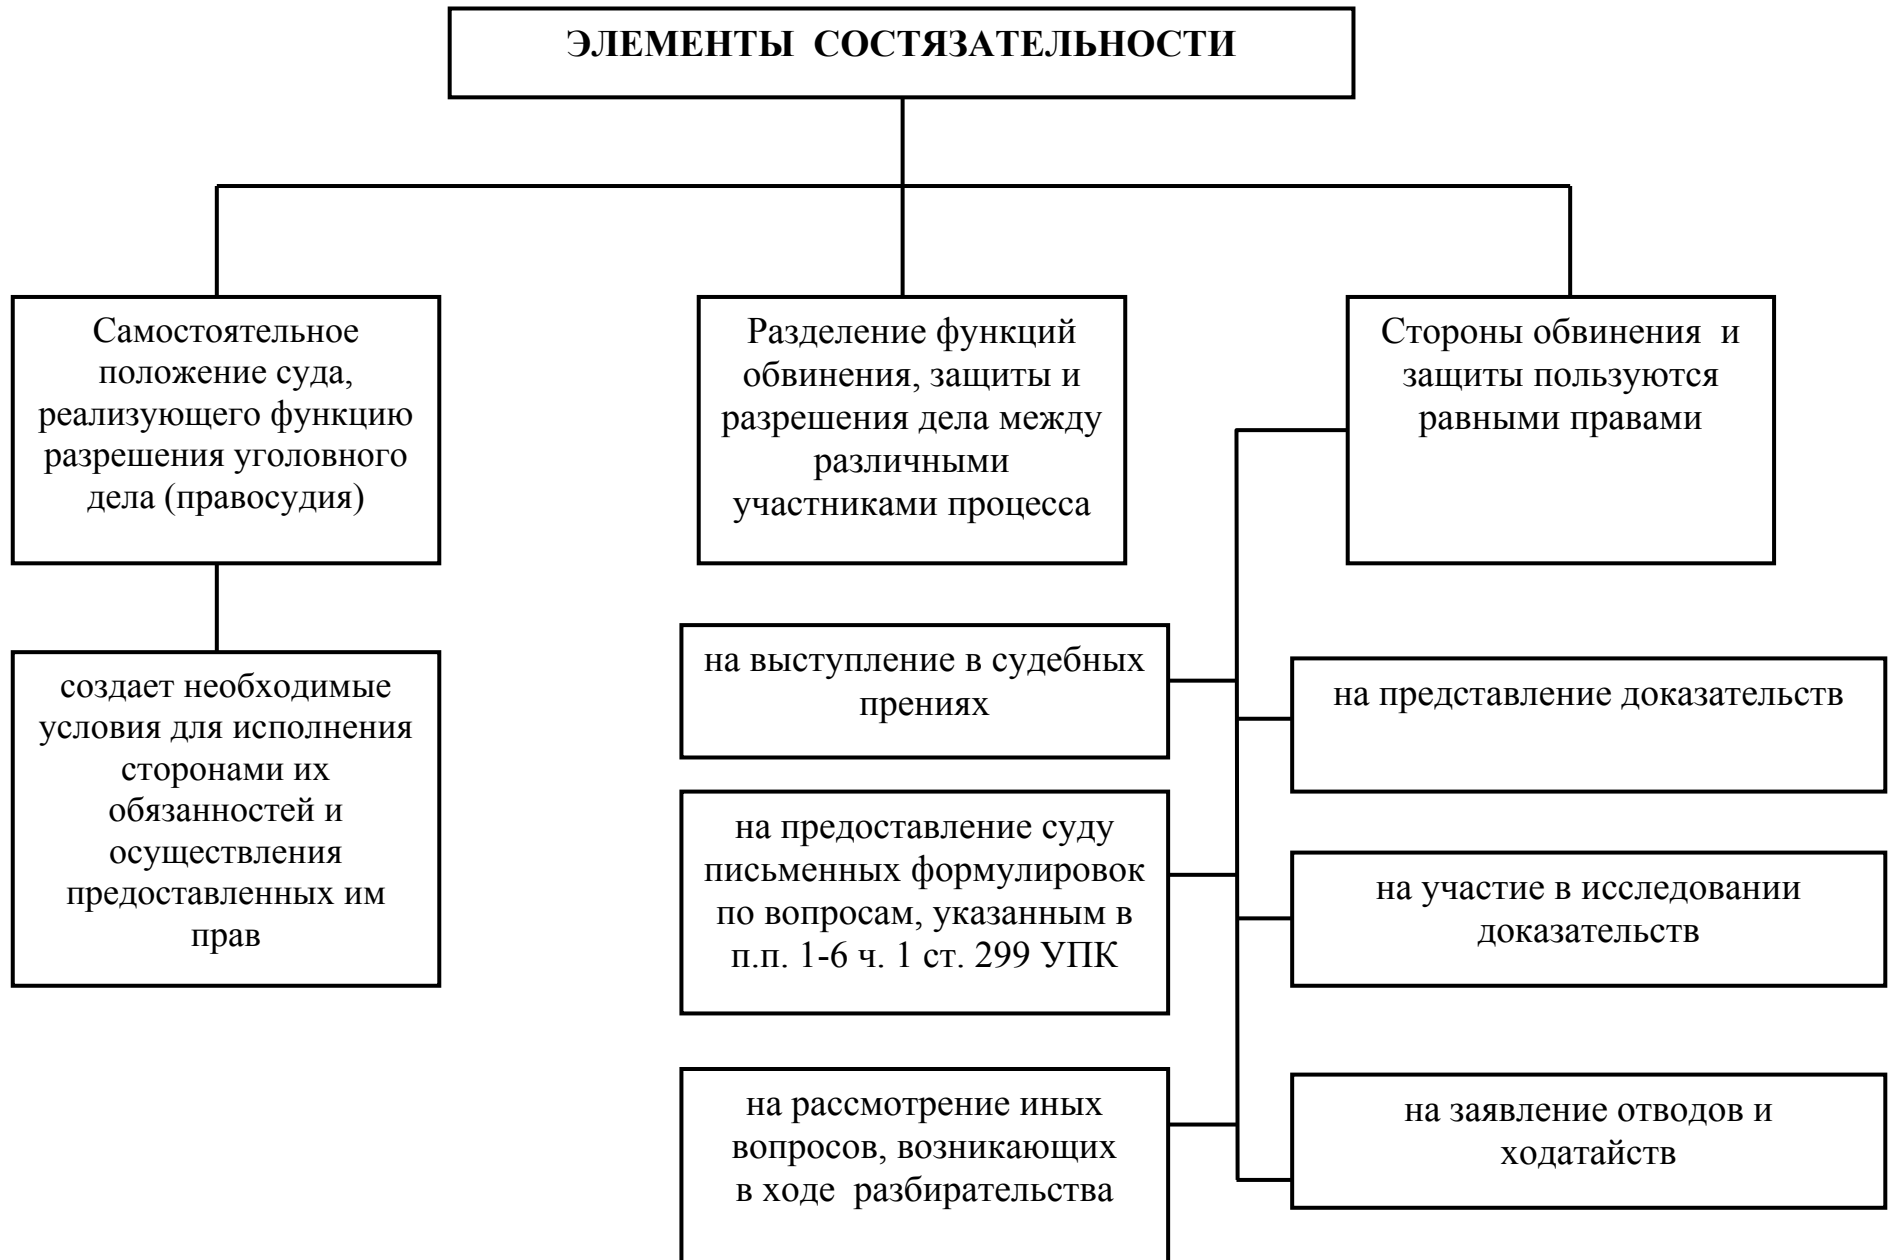 ЭЛЕМЕНТЫ СОСТЯЗАТЕЛЬНОСТИ
Самостоятельное
положение суда,
реализующего функцию
разрешения уголовного
дела (правосудия)
Разделение функций
обвинения, защиты и
разрешения дела между
различными
участниками процесса
Стороны обвинения и
защиты пользуются
равными правами
создает необходимые
условия для исполнения
сторонами их
обязанностей и
осуществления
предоставленных им
прав
на выступление в судебных
прениях
на представление доказательств
на предоставление суду
письменных формулировок
по вопросам, указанным в
п.п. 1-6 ч. 1 ст. 299 УПК
на участие в исследовании
доказательств
на рассмотрение иных
вопросов, возникающих
в ходе разбирательства
на заявление отводов и
ходатайств